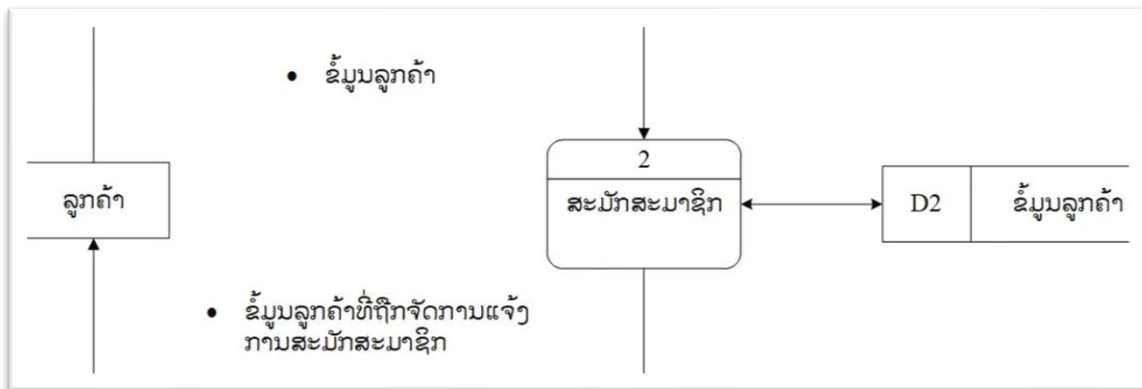 • ຂໍ້ມູນລູກຄ້າ
2
ລູກຄ້າ
ສະມັກສະມາຊິກ
D2
ຂໍ້ມູນລູກຄ້າ
• ຂໍ້ມູນລູກຄ້າທີ່ຖືກຈັດການແຈ້ງ
ການສະມັກສະມາຊິກ